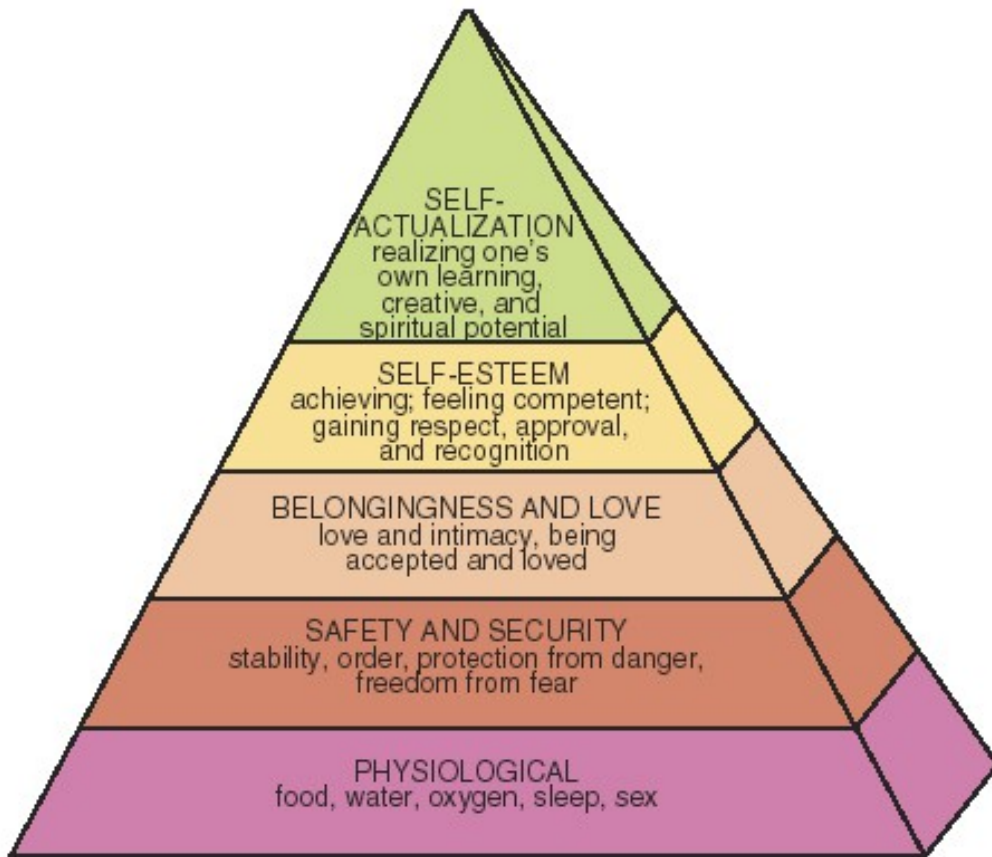 SELF-
ACTUALIZATION
realizing one's
own learning,
creative, and
spiritual potential
SELF-ESTEEM
achieving; feeling competent;
gaining respect, approval,
and recognition
BELONGINGNESS AND LOVE
love and intimacy, being
accepted and loved
SAFETY AND SECURITY
stability, order, protection from danger,
freedom from fear
PHYSIOLOGICAL
food, water, oxygen, sleep, sex